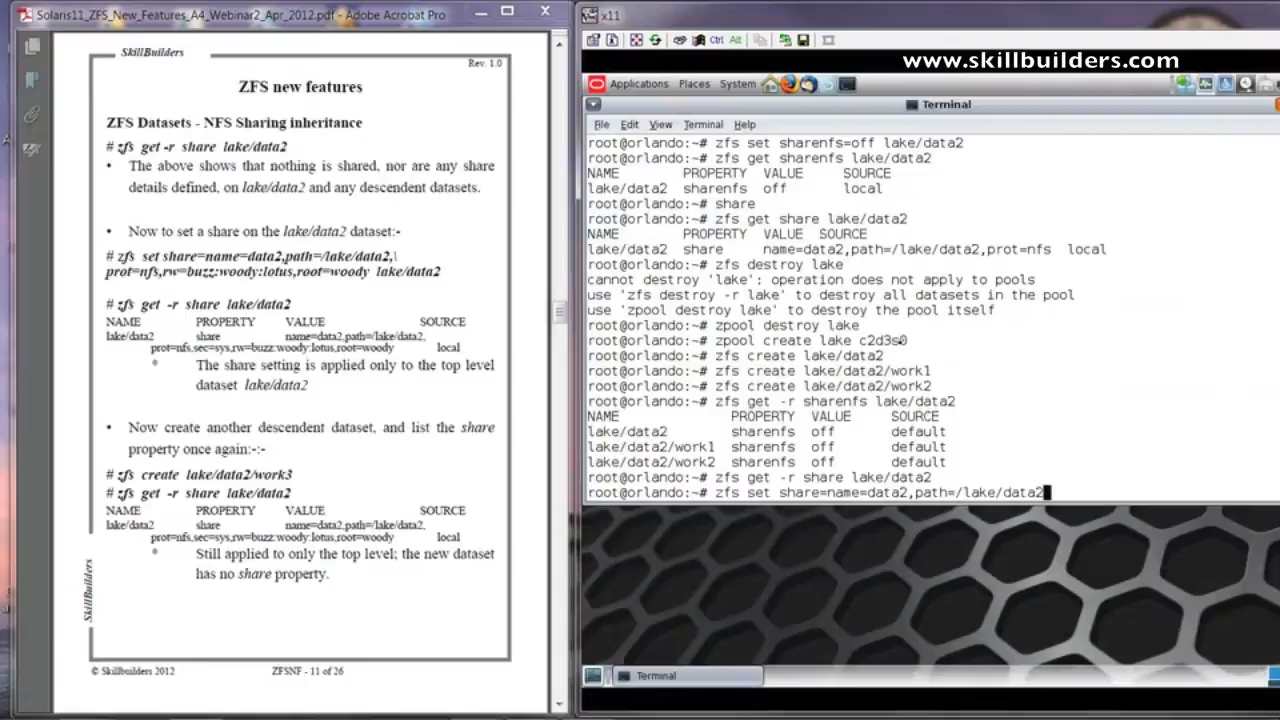 Solaris11_ZFS_New_Features_A4_Webinar2_Apr_2012.pdf - Adobe Acrobat Pro
SkillBuilders
Rev. 1.0
ZFS new features
ZFS Datasets - NFS Sharing inheritance
# zfs get -r share lake/data2
• The above shows that nothing is shared, nor are any share
details defined, on lake/data2 and any descendent datasets.
• Now to set a share on the lake/data2 dataset:-
# zfs set share=name=data2,path=/lake/data2,\
prot=nfs,rw=buzz:woody:lotus,root=woody lake/data2
# zfs get -r share lake/data2
NAME PROPERTY VALUE SOURCE
lake/data2 share name=data2,path=/lake/data2,
prot=nfs,sec=sys,rw=buzz:woody:lotus,root=woody local
° The share setting is applied only to the top level
dataset lake/data2
• Now create another descendent dataset, and list the share
property once again:-:-
# zfs create lake/data2/work3
# zfs get -r share lake/data2
NAME PROPERTY VALUE SOURCE
lake/data2 share name=data2,path=/lake/data2,
prot=nfs,sec=sys,rw=buzz:woody:lotus,root=woody local
° Still applied to only the top level; the new dataset
has no share property.
SkillBuilders
© Skillbuilders 2012 ZFSNF - 11 of 26
x11
Ctrl Alt
www.skillbuilders.com
Applications Places System
Terminal
File Edit View Terminal Help
root@orlando:~# zfs set sharenfs=off lake/data2
root@orlando:~# zfs get sharenfs lake/data2
NAME PROPERTY VALUE SOURCE
lake/data2 sharenfs off local
root@orlando:~# share
root@orlando:~# zfs get share lake/data2
NAME PROPERTY VALUE SOURCE
lake/data2 share name=data2,path=/lake/data2,prot=nfs local
root@orlando:~# zfs destroy lake
cannot destroy 'lake': operation does not apply to pools
use 'zfs destroy -r lake' to destroy all datasets in the pool
use 'zpool destroy lake' to destroy the pool itself
root@orlando:~# zpool destroy lake
root@orlando:~# zpool create lake c2d3s0
root@orlando:~# zfs create lake/data2
root@orlando:~# zfs create lake/data2/work1
root@orlando:~# zfs create lake/data2/work2
root@orlando:~# zfs get -r sharenfs lake/data2
NAME PROPERTY VALUE SOURCE
lake/data2 sharenfs off default
lake/data2/work1 sharenfs off default
lake/data2/work2 sharenfs off default
root@orlando:~# zfs get -r share lake/data2
root@orlando:~# zfs set share=name=data2,path=/lake/data2
Terminal